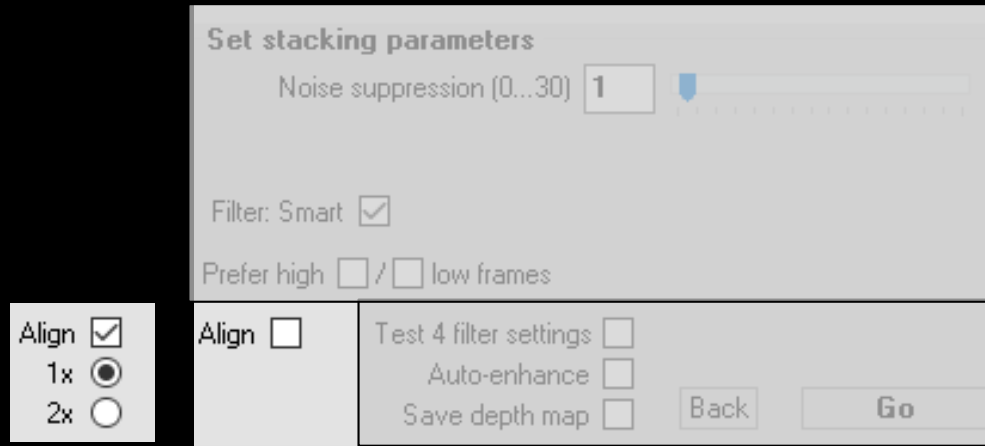 Set stacking parameters
Noise suppression (0...30) 1
Filter: Smart
Prefer high / low frames
Align
1x
2x
Align
Test 4 filter settings
Auto-enhance
Save depth map
Back Go